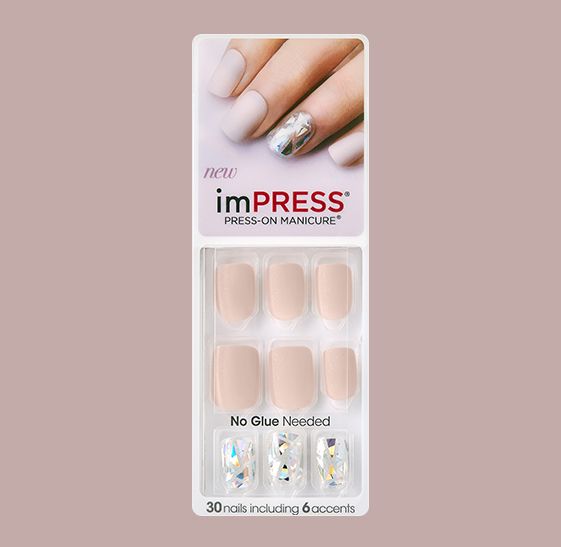 new
imPRESS®
PRESS-ON MANICURE®
No Glue Needed
30 nails including 6 accents